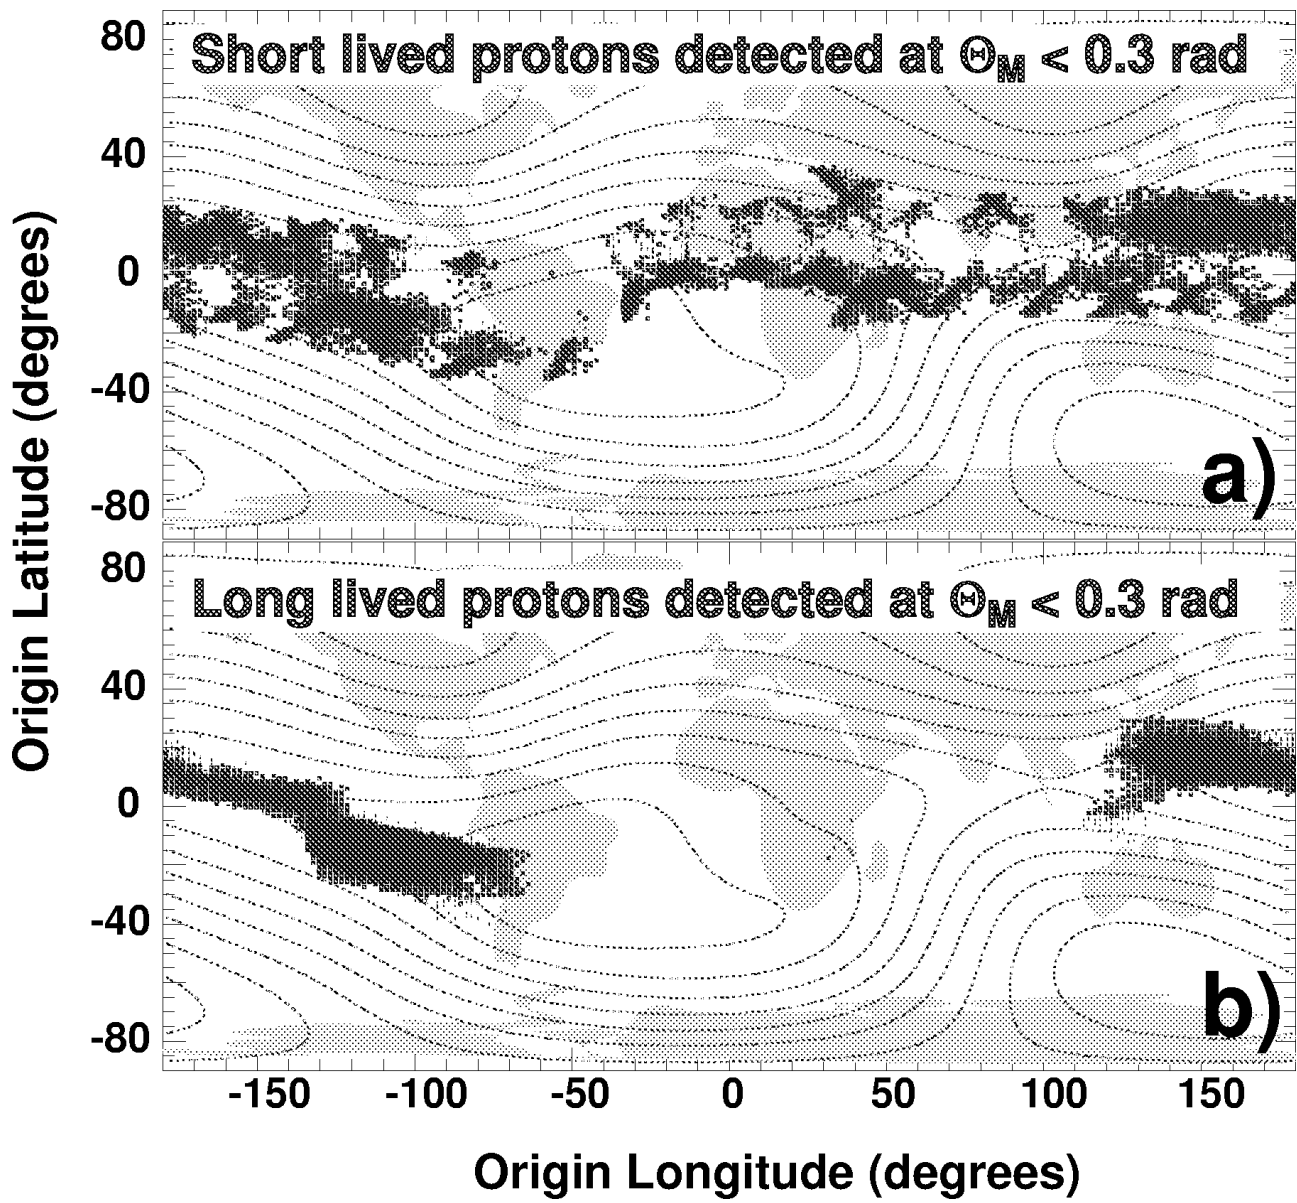 Short lived protons detected at ΘM < 0.3 rad
80
40
0
-40
-80
a)
Long lived protons detected at ΘM < 0.3 rad
80
40
0
-40
-80
b)
-150 -100 -50 0 50 100 150
Origin Longitude (degrees)
Origin Latitude (degrees)